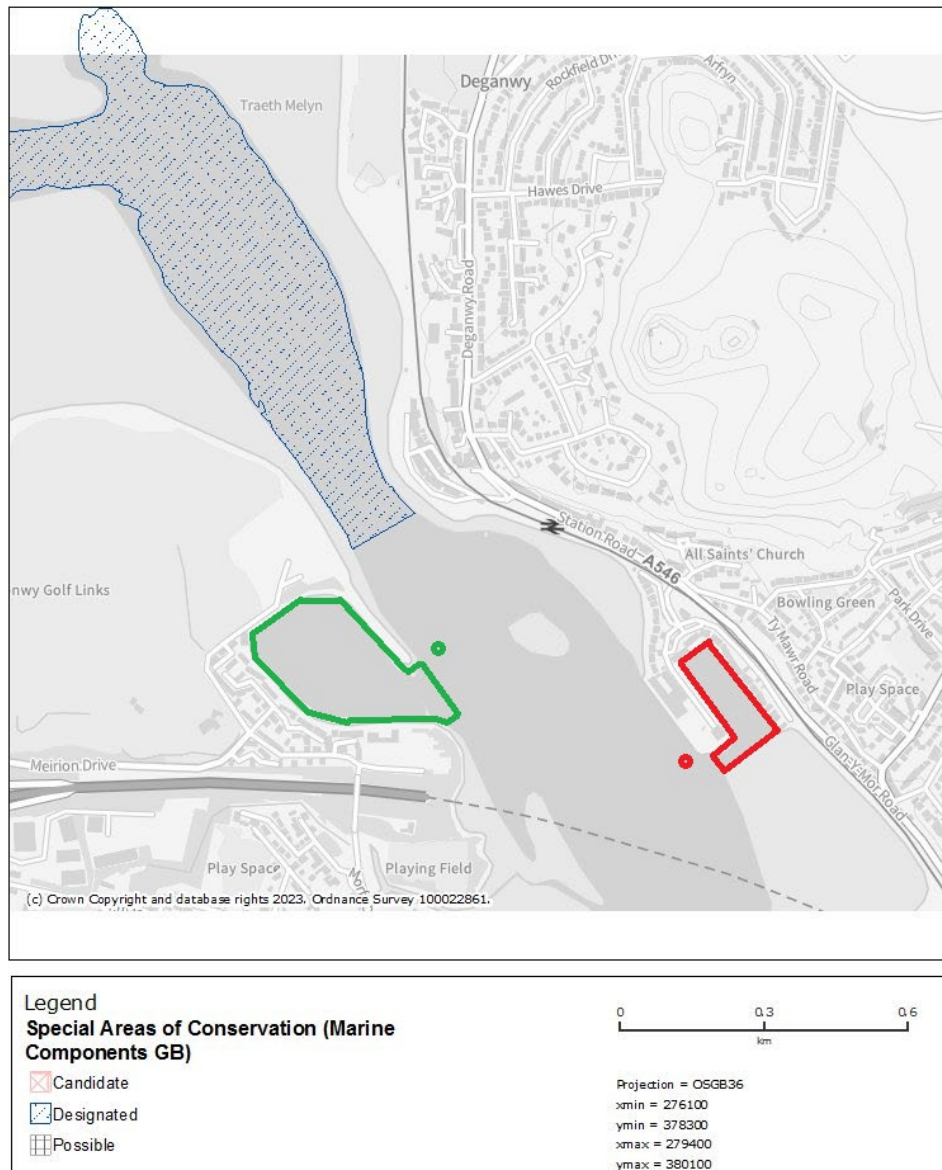 Traeth Melyn
Deganwy
Rockfield Dri
Arfryn
Hawes Drive
Deganwy Road
Station Road
A546
All Saints' Church
Bowling Green
Park Drive
Ty Mawr Road
Play Space
Glan-Y-Mor Road
nwy Golf Links
Meirion Drive
Play Space
Morf
Playing Field
(c) Crown Copyright and database rights 2023. Ordnance Survey 100022861.
Legend
Special Areas of Conservation (Marine
Components GB)
Candidate
Designated
Possible
0 0.3 0.6
km
Projection = OSGB36
xmin = 276100
ymin = 378300
xmax = 279400
ymax = 380100